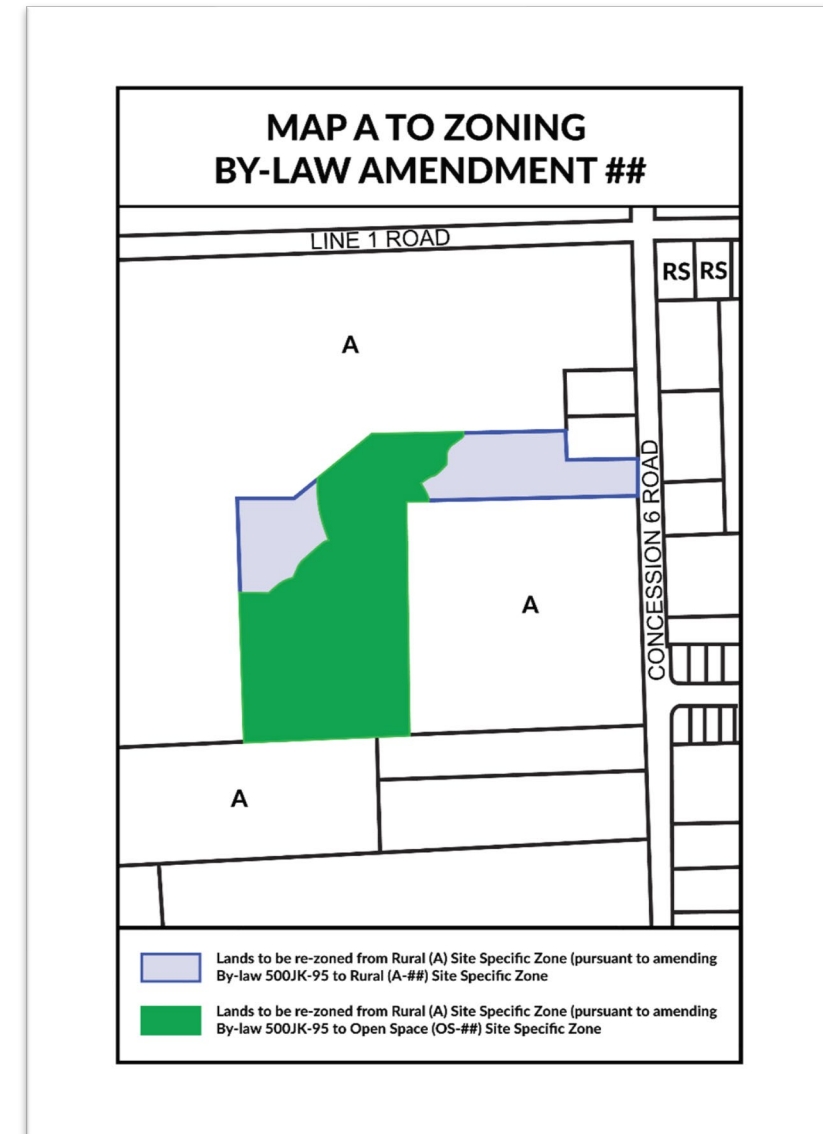 MAP A TO ZONING
BY-LAW AMENDMENT ##
LINE 1 ROAD
RS RS
A
CONCESSION 6 ROAD
A
A
Lands to be re-zoned from Rural (A) Site Specific Zone (pursuant to amending
By-law 500JK-95 to Rural (A-##) Site Specific Zone
Lands to be re-zoned from Rural (A) Site Specific Zone (pursuant to amending
By-law 500JK-95 to Open Space (OS-##) Site Specific Zone